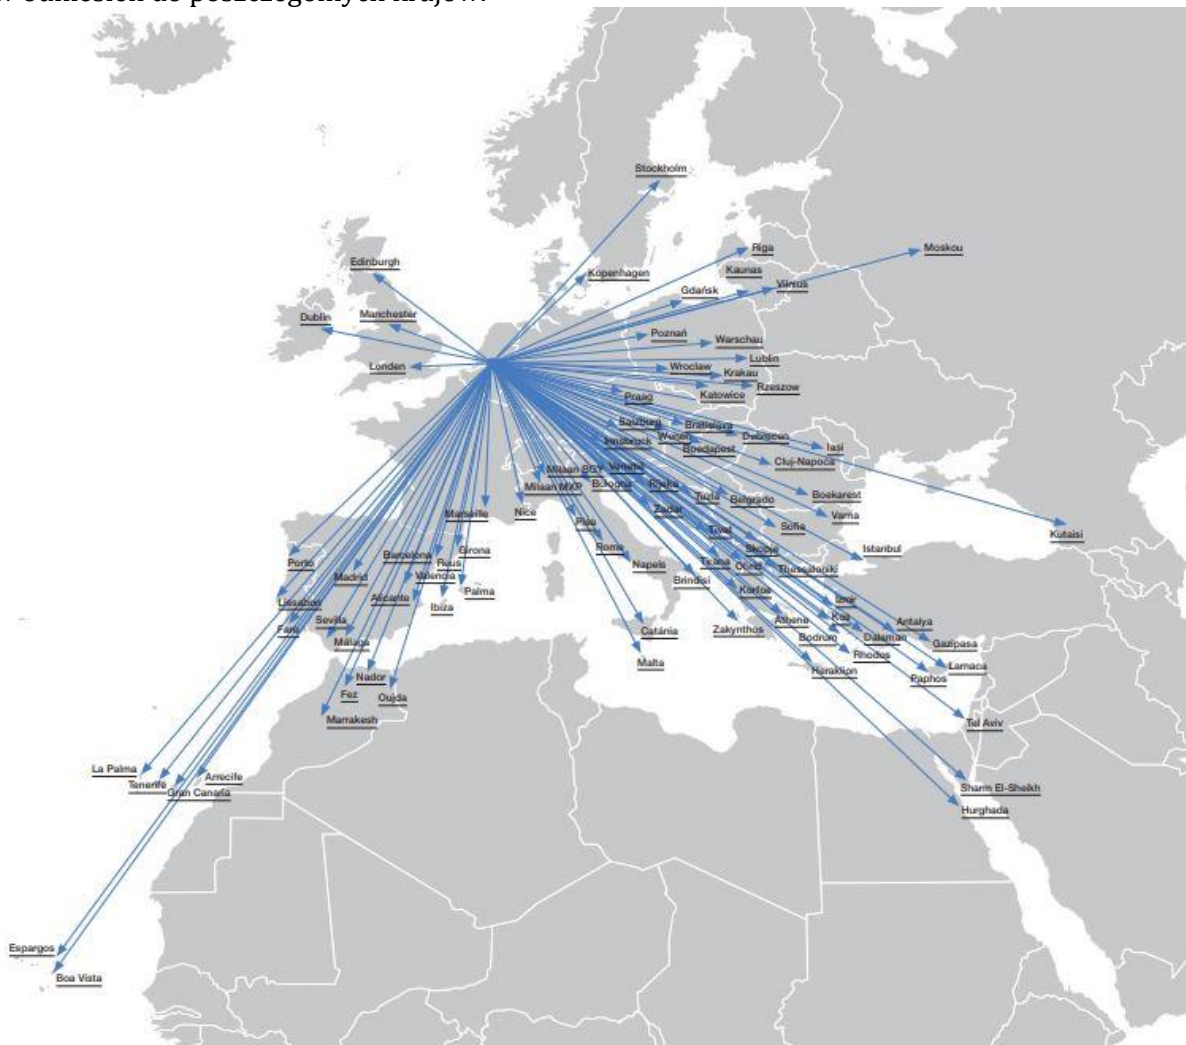 w odniesieniu do poszczególnych krajów.
Stockholm
Riga
Moskou
Edinburgh
Kopenhagen
Kaunas
Vilnius
Gdańsk
Dublin
Manchester
Poznań
Warschau
Lublin
Londen
Wroclaw
Krakau
Rzeszow
Praag
Katowice
Salzburg
Bratislava
Innsbruck
Wenen
Debrecen
Boedapest
Iasi
Cluj-Napoca
Milaan BGY
Venetië
Milaan MXP
Bologna
Rijeka
Tuzla
Belgrado
Boekarest
Zadar
Varna
Marseille
Nice
Pisa
Tivat
Sofia
Kutaisi
Rome
Skopje
Istanbul
Porto
Barcelona
Girona
Reus
Napels
Tirana
Ohrid
Thessaloniki
Madrid
Valencia
Brindisi
Korfoe
Palma
Lissabon
Alicante
Ibiza
Izmir
Faro
Sevilla
Athene
Kos
Antalya
Málaga
Catánia
Zakynthos
Bodrum
Dalaman
Gazipasa
Rhodos
Malta
Heraklion
Larnaca
Nador
Paphos
Fez
Oujda
Marrakesh
Tel Aviv
La Palma
Tenerife
Arrecife
Gran Canaria
Sharm El-Sheikh
Hurghada
Espargos
Boa Vista